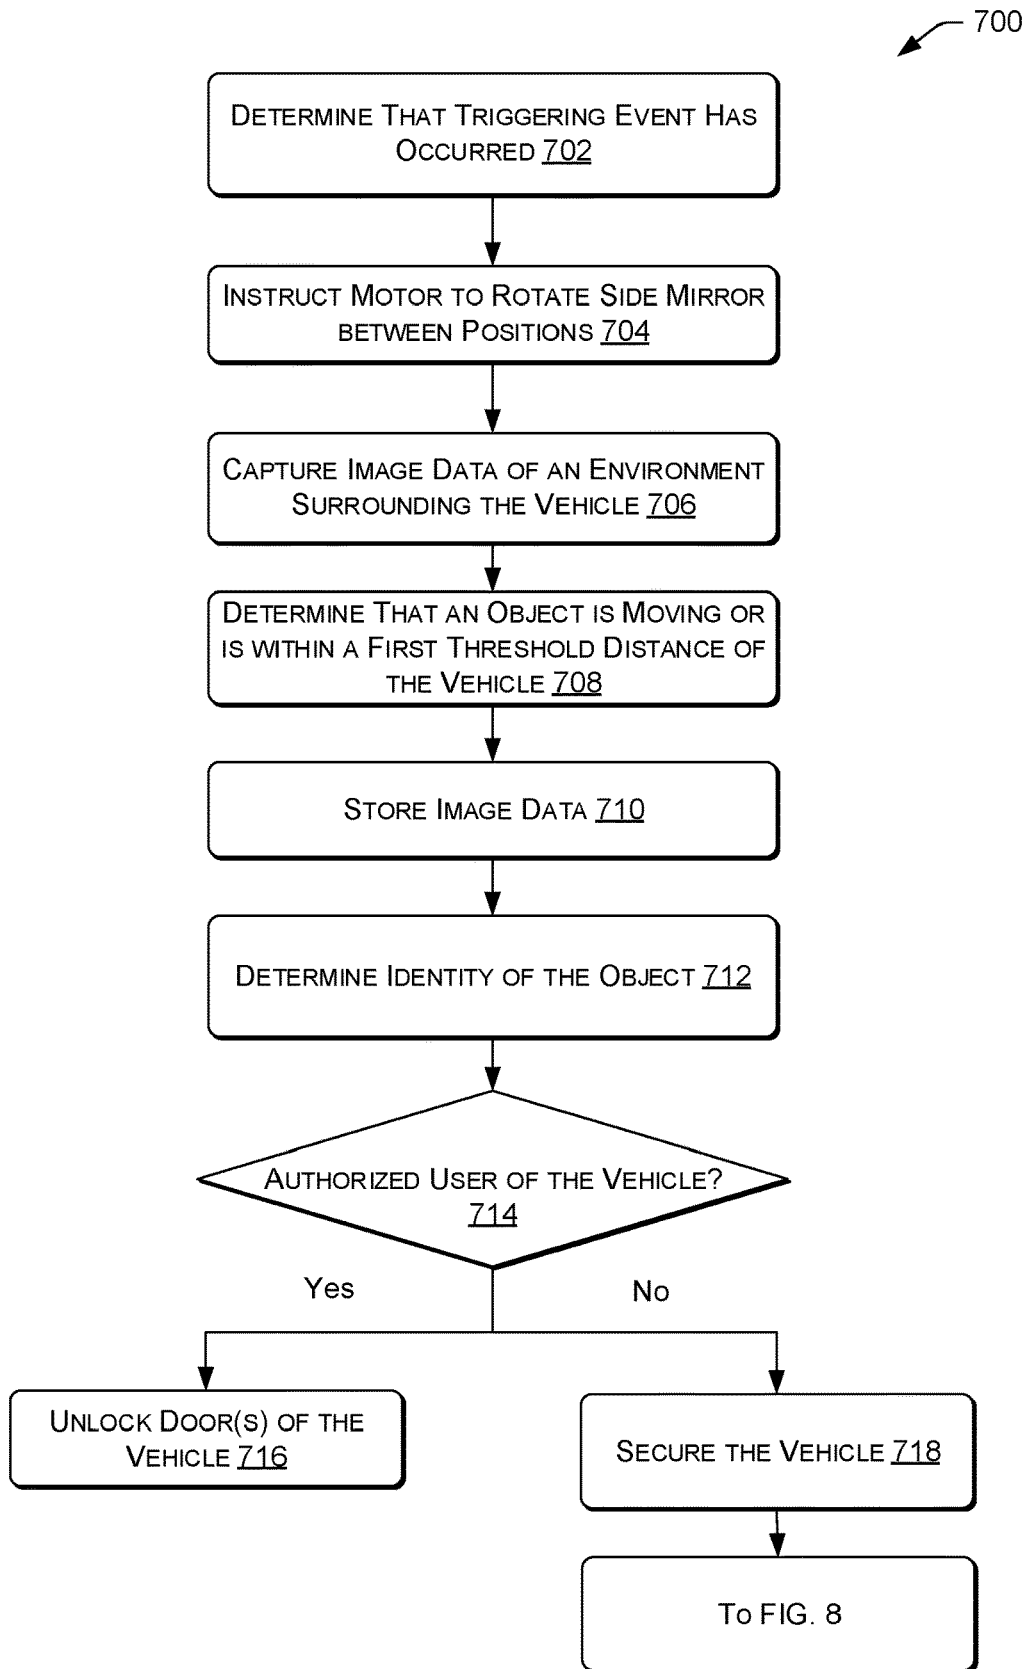 700
DETERMINE THAT TRIGGERING EVENT HAS
OCCURRED 702
INSTRUCT MOTOR TO ROTATE SIDE MIRROR
BETWEEN POSITIONS 704
CAPTURE IMAGE DATA OF AN ENVIRONMENT
SURROUNDING THE VEHICLE 706
DETERMINE THAT AN OBJECT IS MOVING OR
IS WITHIN A FIRST THRESHOLD DISTANCE OF
THE VEHICLE 708
STORE IMAGE DATA 710
DETERMINE IDENTITY OF THE OBJECT 712
AUTHORIZED USER OF THE VEHICLE?
714
Yes
No
UNLOCK DOOR(S) OF THE
VEHICLE 716
SECURE THE VEHICLE 718
TO FIG. 8